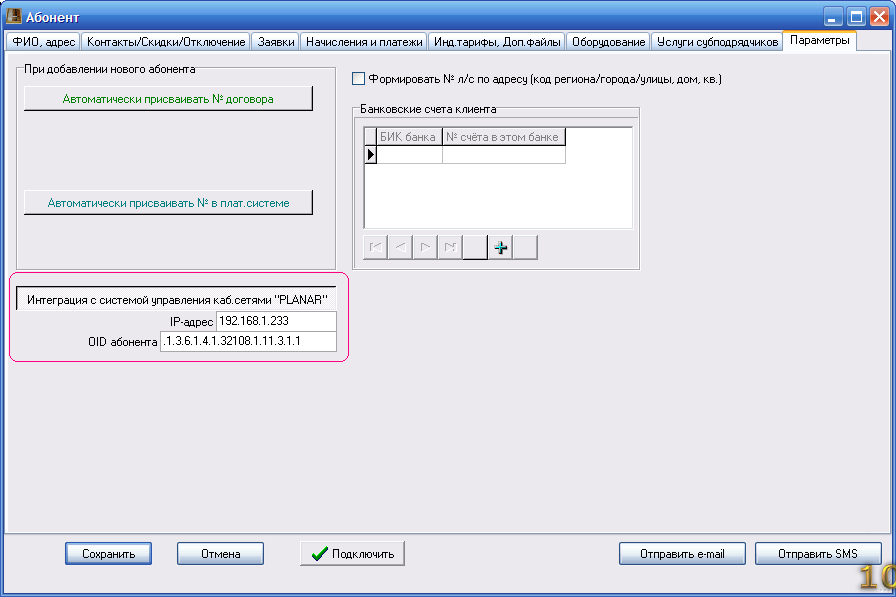 Абонент
ФИО, адрес Контакты/Скидки/Отключение Заявки Начисления и платежи Инд.тарифы, Доп.файлы Оборудование Услуги субподрядчиков Параметры
При добавлении нового абонента
Автоматически присваивать № договора
Автоматически присваивать № в плат.системе
Формировать № л/с по адресу (код региона/города/улицы, дом, кв.)
Банковские счета клиента
БИК банка № счёта в этом банке
Интеграция с системой управления каб.сетями "PLANAR"
IP-адрес 192.168.1.233
OID абонента .1.3.6.1.4.1.32108.1.11.3.1.1
Сохранить Отмена Подключить Отправить e-mail Отправить SMS